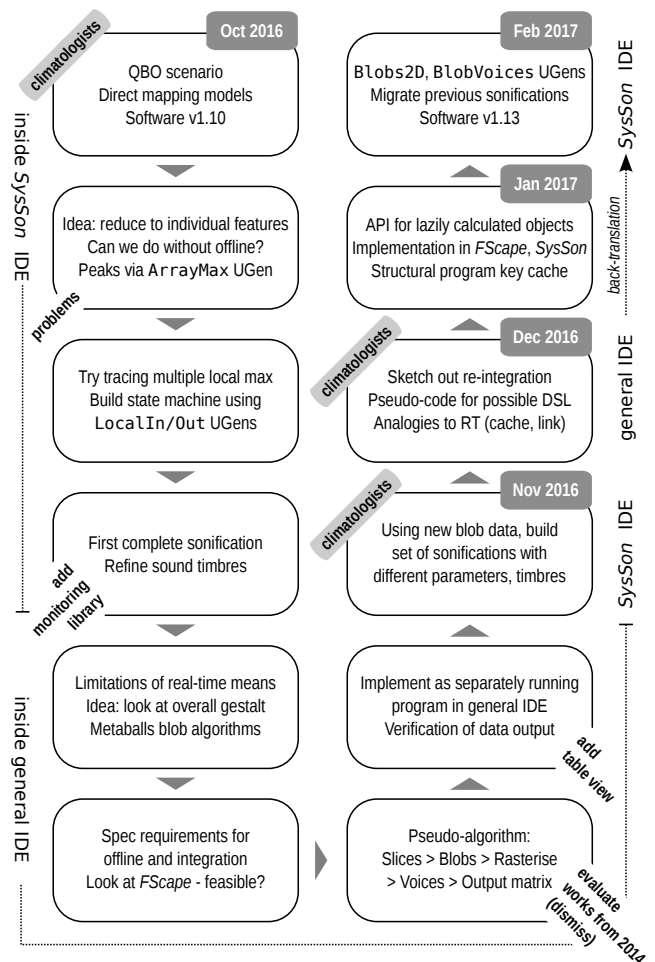 climatologists
Oct 2016
QBO scenario
Direct mapping models
Software v1.10
inside SysSon IDE
Idea: reduce to individual features
Can we do without offline?
Peaks via ArrayMax UGen
problems
Try tracing multiple local max
Build state machine using
LocalIn/Out UGens
First complete sonification
Refine sound timbres
add
monitoring
library
Limitations of real-time means
Idea: look at overall gestalt
Metaballs blob algorithms
inside general IDE
Spec requirements for
offline and integration
Look at FScape - feasible?
Pseudo-algorithm:
Slices > Blobs > Rasterise
> Voices > Output matrix
evaluate
works from 2014
(dismiss)
Implement as separately running
program in general IDE
Verification of data output
add
table view
climatologists
Nov 2016
Using new blob data, build
set of sonifications with
different parameters, timbres
SysSon IDE
climatologists
Dec 2016
Sketch out re-integration
Pseudo-code for possible DSL
Analogies to RT (cache, link)
general IDE
Jan 2017
API for lazily calculated objects
Implementation in FScape, SysSon
Structural program key cache
back-translation
Feb 2017
Blobs2D, BlobVoices UGens
Migrate previous sonifications
Software v1.13
SysSon IDE